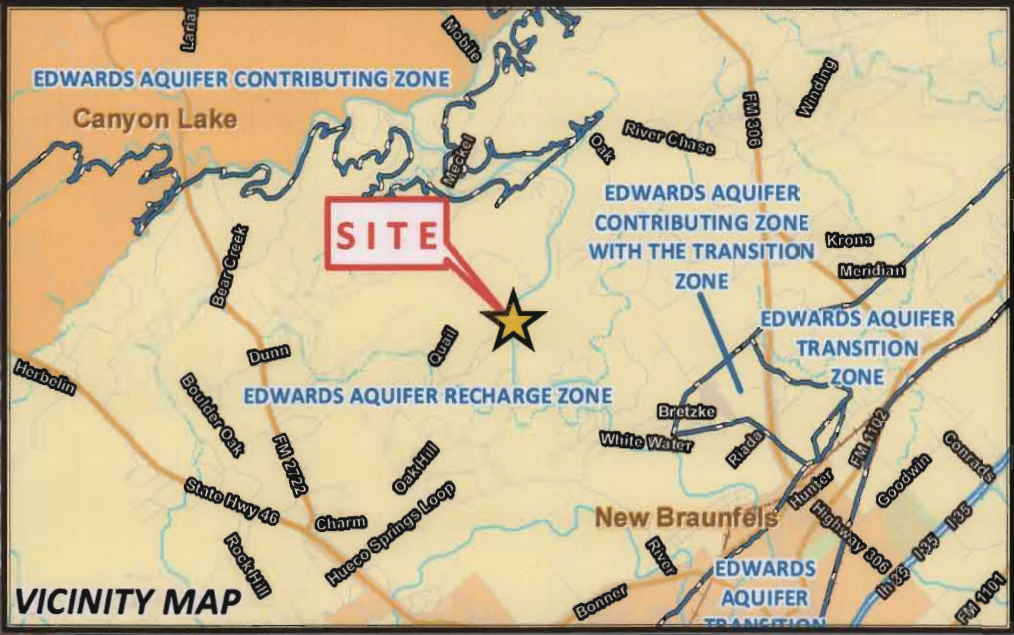 Laria
Mobile
EDWARDS AQUIFER CONTRIBUTING ZONE
Canyon Lake
Winding
FM 306
River Chase
Oak
Meckel
EDWARDS AQUIFER
CONTRIBUTING ZONE
WITH THE TRANSITION
ZONE
SITE
Krona
Meridian
Bear Creek
EDWARDS AQUIFER
TRANSITION
ZONE
Quail
Dunn
Herbelin
EDWARDS AQUIFER RECHARGE ZONE
Boulder Oak
Bretzke
White Water
Riada
FM 1102
Conrads
FM 2722
Oak Hill
Goodwin
State Hwy 46
Charm
Hueco Springs Loop
Hunter
New Braunfels
Highway 306
I-35
I-35
Ih 35
Rock Hill
River
EDWARDS
AQUIFER
TRANSITION
Bonner
FM 1101
VICINITY MAP